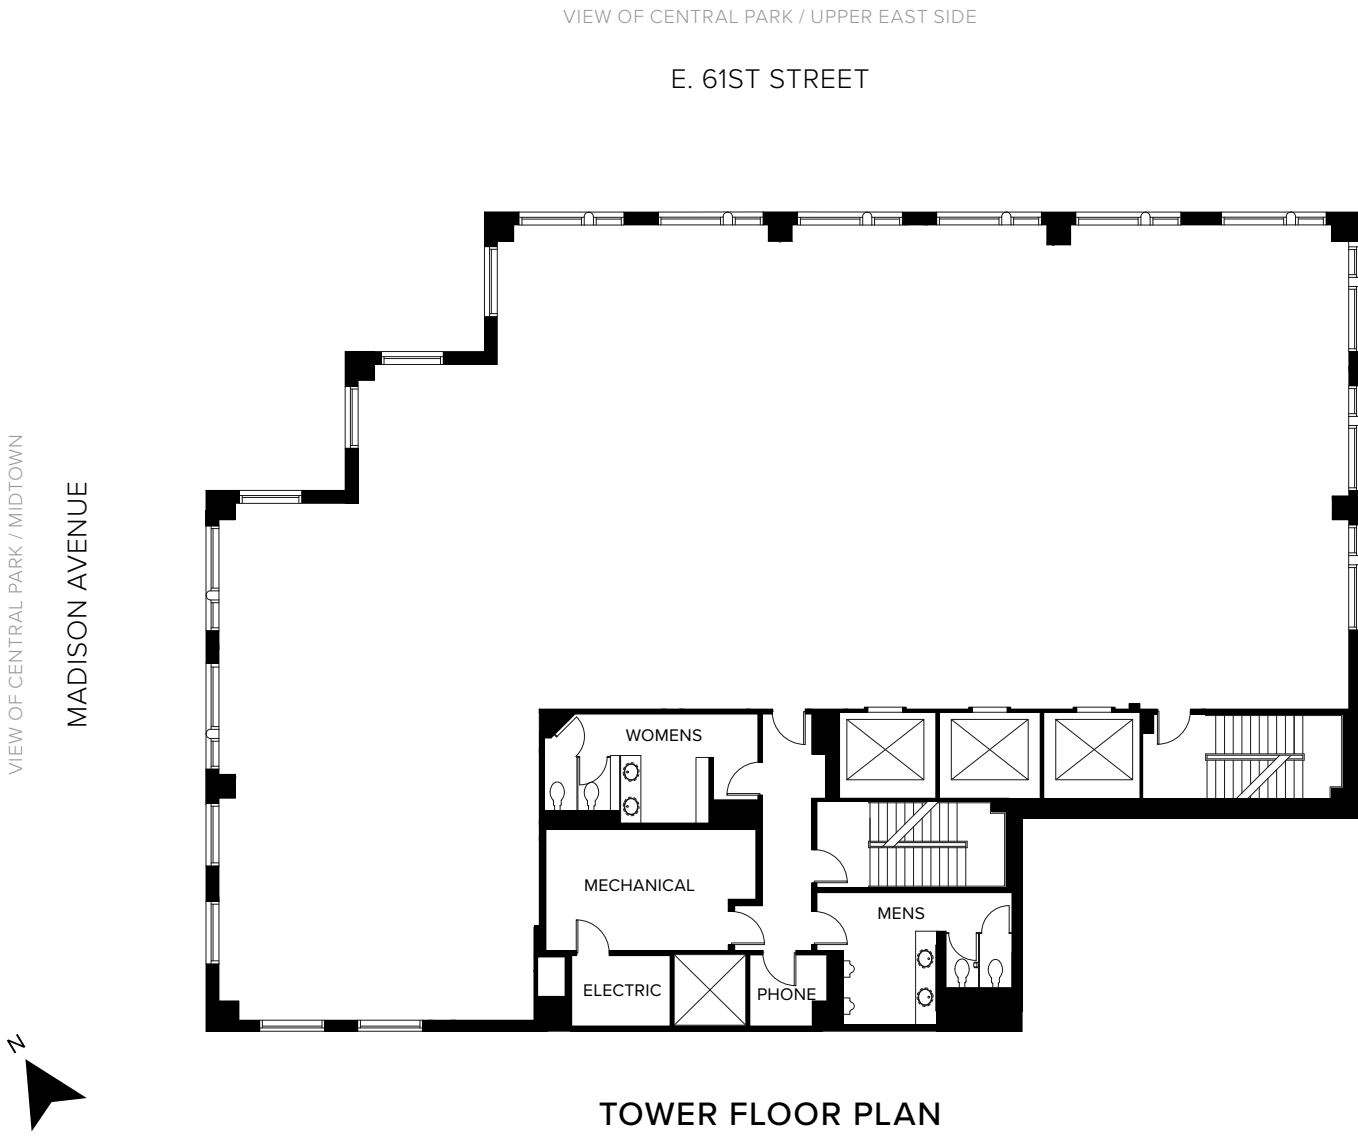 VIEW OF CENTRAL PARK / UPPER EAST SIDE
E. 61ST STREET
VIEW OF CENTRAL PARK / MIDTOWN
MADISON AVENUE
WOMENS
MECHANICAL
MENS
ELECTRIC
PHONE
N
TOWER FLOOR PLAN